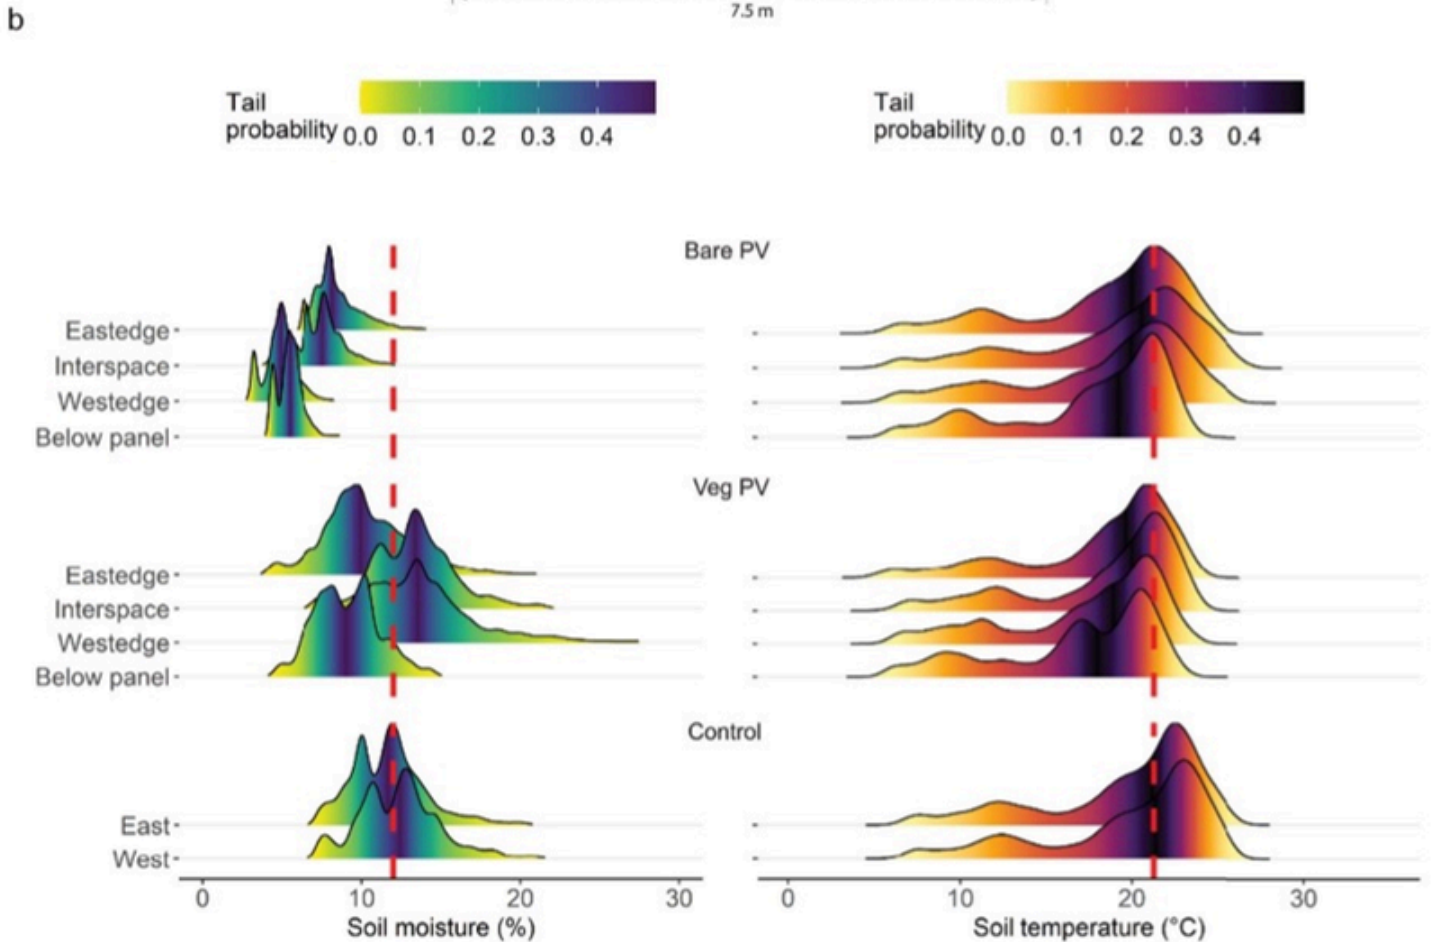 b
7.5 m
Tail
probability 0.0 0.1 0.2 0.3 0.4
Tail
probability 0.0 0.1 0.2 0.3 0.4
Bare PV
Eastedge
Interspace
Westedge
Below panel
Veg PV
Eastedge
Interspace
Westedge
Below panel
Control
East
West
0 10 20 30
Soil moisture (%)
0 10 20 30
Soil temperature (°C)